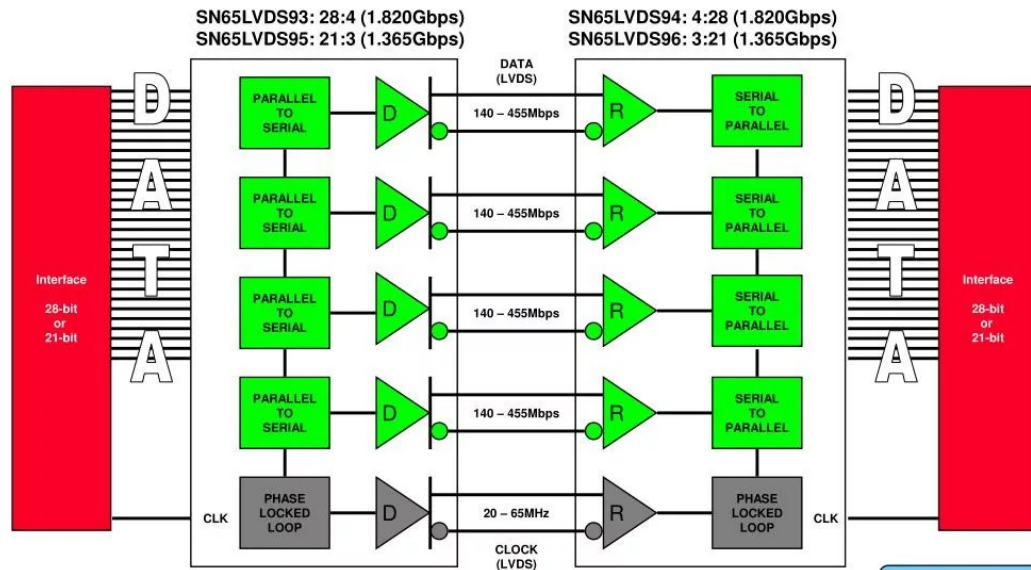 SN65LVDS93: 28:4 (1.820Gbps)
SN65LVDS95: 21:3 (1.365Gbps)
SN65LVDS94: 4:28 (1.820Gbps)
SN65LVDS96: 3:21 (1.365Gbps)
DATA
(LVDS)
Interface
28-bit
or
21-bit
D
A
T
A
PARALLEL
TO
SERIAL
D
140 – 455Mbps
R
SERIAL
TO
PARALLEL
PARALLEL
TO
SERIAL
D
140 – 455Mbps
R
SERIAL
TO
PARALLEL
PARALLEL
TO
SERIAL
D
140 – 455Mbps
R
SERIAL
TO
PARALLEL
PARALLEL
TO
SERIAL
D
140 – 455Mbps
R
SERIAL
TO
PARALLEL
CLK
PHASE
LOCKED
LOOP
D
20 – 65MHz
R
PHASE
LOCKED
LOOP
CLK
CLOCK
(LVDS)
D
A
T
A
Interface
28-bit
or
21-bit